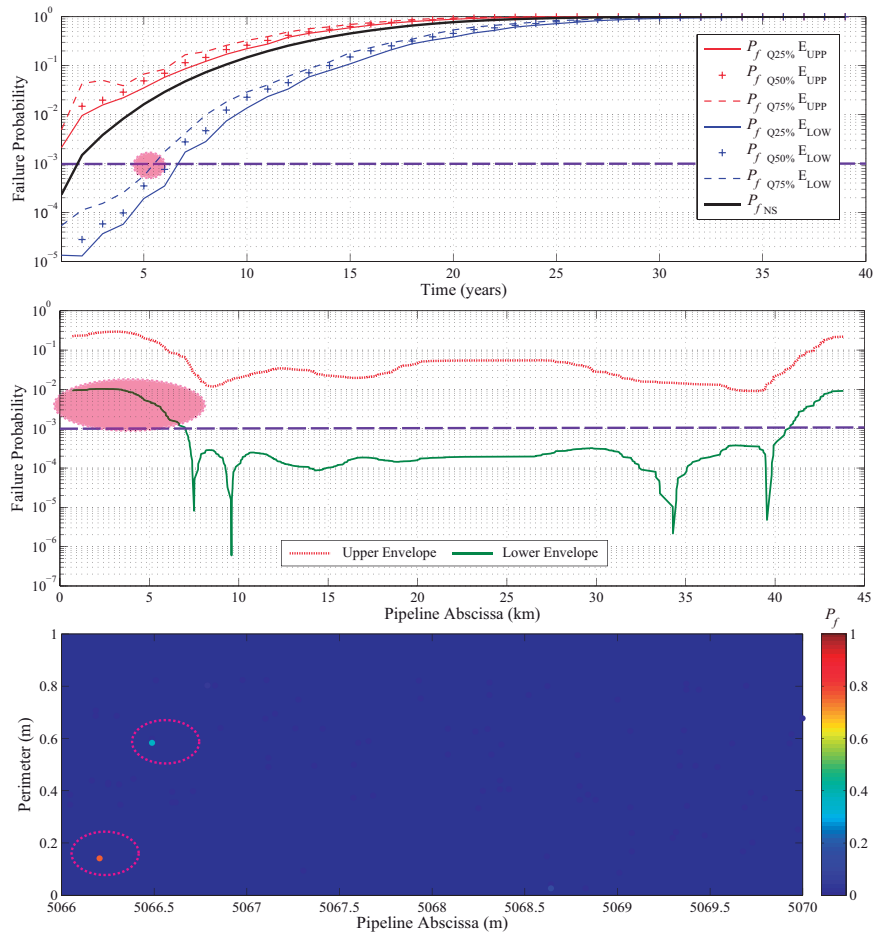 Failure Probability
10^0
10^-1
10^-2
10^-3
10^-4
10^-5
5 10 15 20 25 30 35 40
Time (years)
P_f Q25% E_UPP
P_f Q50% E_UPP
P_f Q75% E_UPP
P_f Q25% E_LOW
P_f Q50% E_LOW
P_f Q75% E_LOW
P_f NS
Failure Probability
10^0
10^-1
10^-2
10^-3
10^-4
10^-5
10^-6
10^-7
0 5 10 15 20 25 30 35 40 45
Pipeline Abscissa (km)
Upper Envelope Lower Envelope
Perimeter (m)
1
0.8
0.6
0.4
0.2
0
5066 5066.5 5067 5067.5 5068 5068.5 5069 5069.5 5070
Pipeline Abscissa (m)
P_f
1
0.8
0.6
0.4
0.2
0